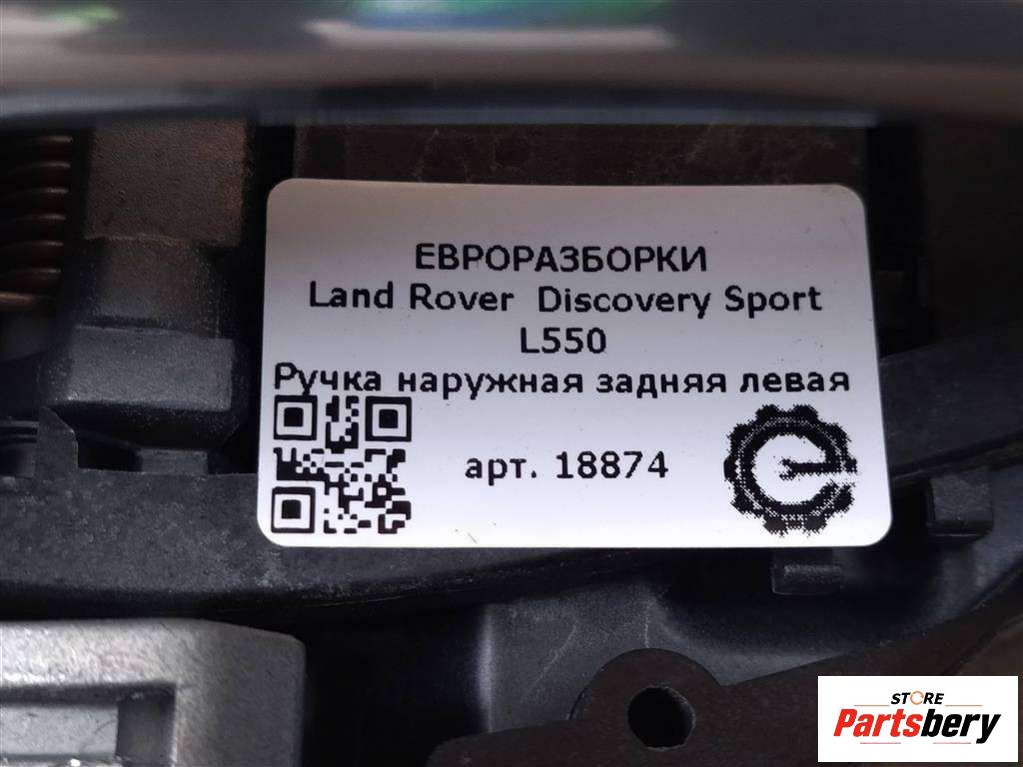 ЕВРОРАЗБОРКИ
Land Rover Discovery Sport
L550
Ручка наружная задняя левая
арт. 18874
STORE
Partsbery